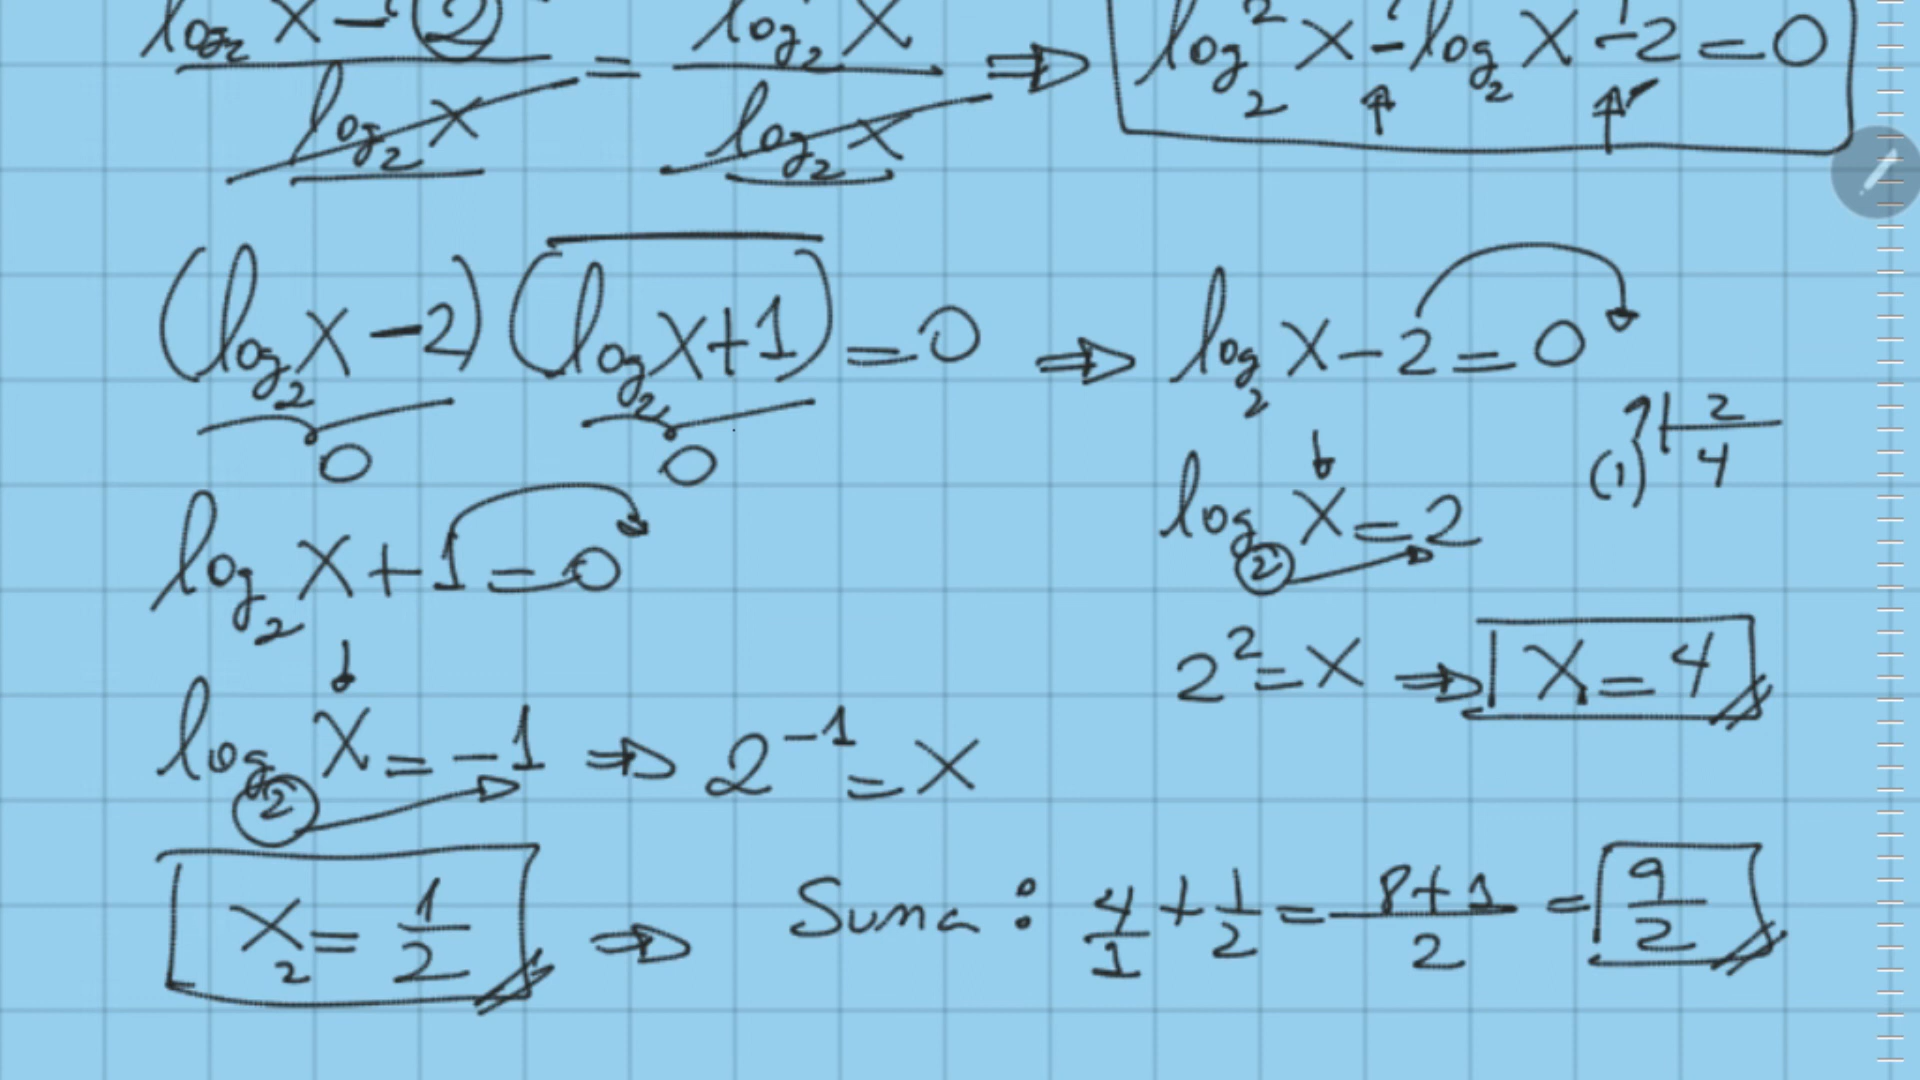 log₂ x - 2 / log₂ x = log₂ x / log₂ x ⇒ log₂² x - log₂ x - 2 = 0
(log₂ x - 2) (log₂ x + 1) = 0 ⇒ log₂ x - 2 = 0
0 0
(1) 2 / 4
log₂ x + 1 = 0
log₂ x = 2
2² = x ⇒ x = 4
log₂ x = -1 ⇒ 2⁻¹ = x
x₂ = 1/2 ⇒ Suma : 4/1 + 1/2 = 8+1 / 2 = 9/2